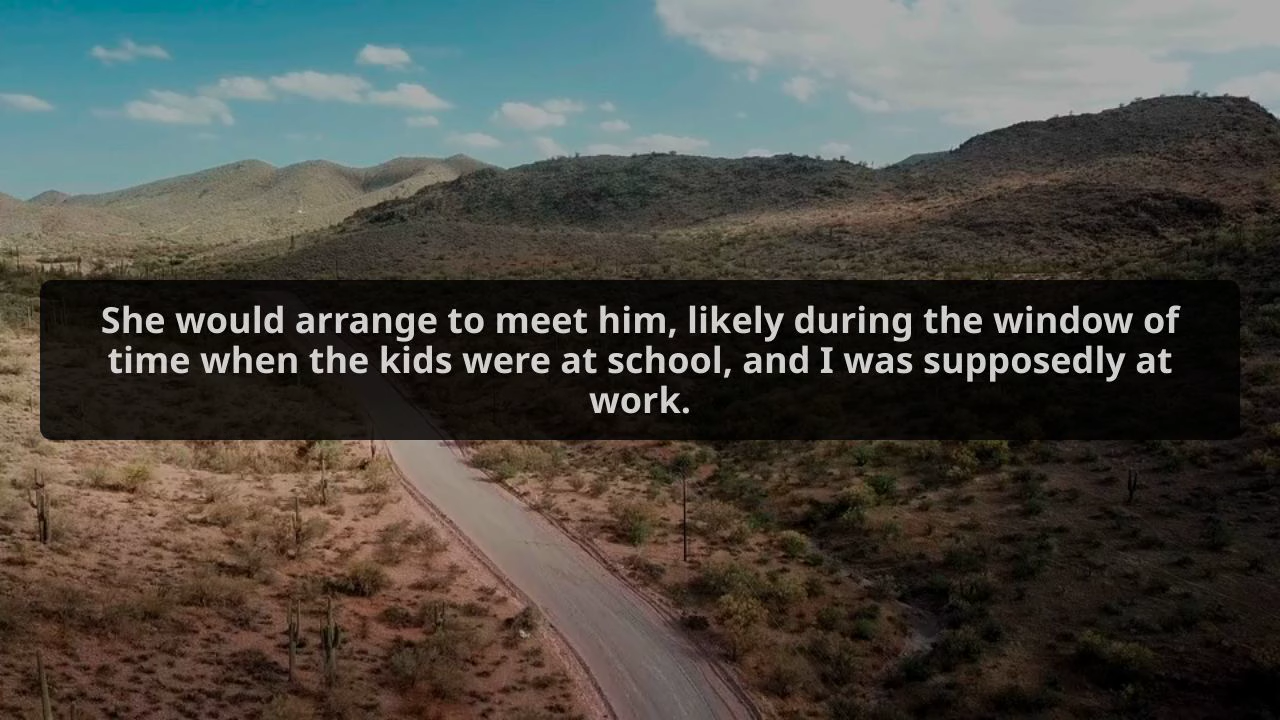 She would arrange to meet him, likely during the window of
time when the kids were at school, and I was supposedly at
work.